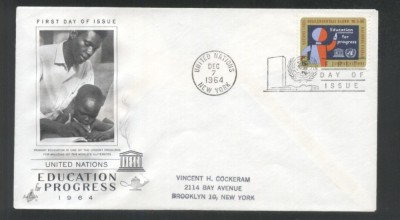 FIRST DAY OF ISSUE
UNITED NATIONS
NEW YORK
DEC
7
1964
Education
for
progress
DAY OF
ISSUE
UNITED NATIONS
EDUCATION
for PROGRESS
1964
VINCENT H. COCKERAM
2114 BAY AVENUE
BROOKLYN 10, NEW YORK